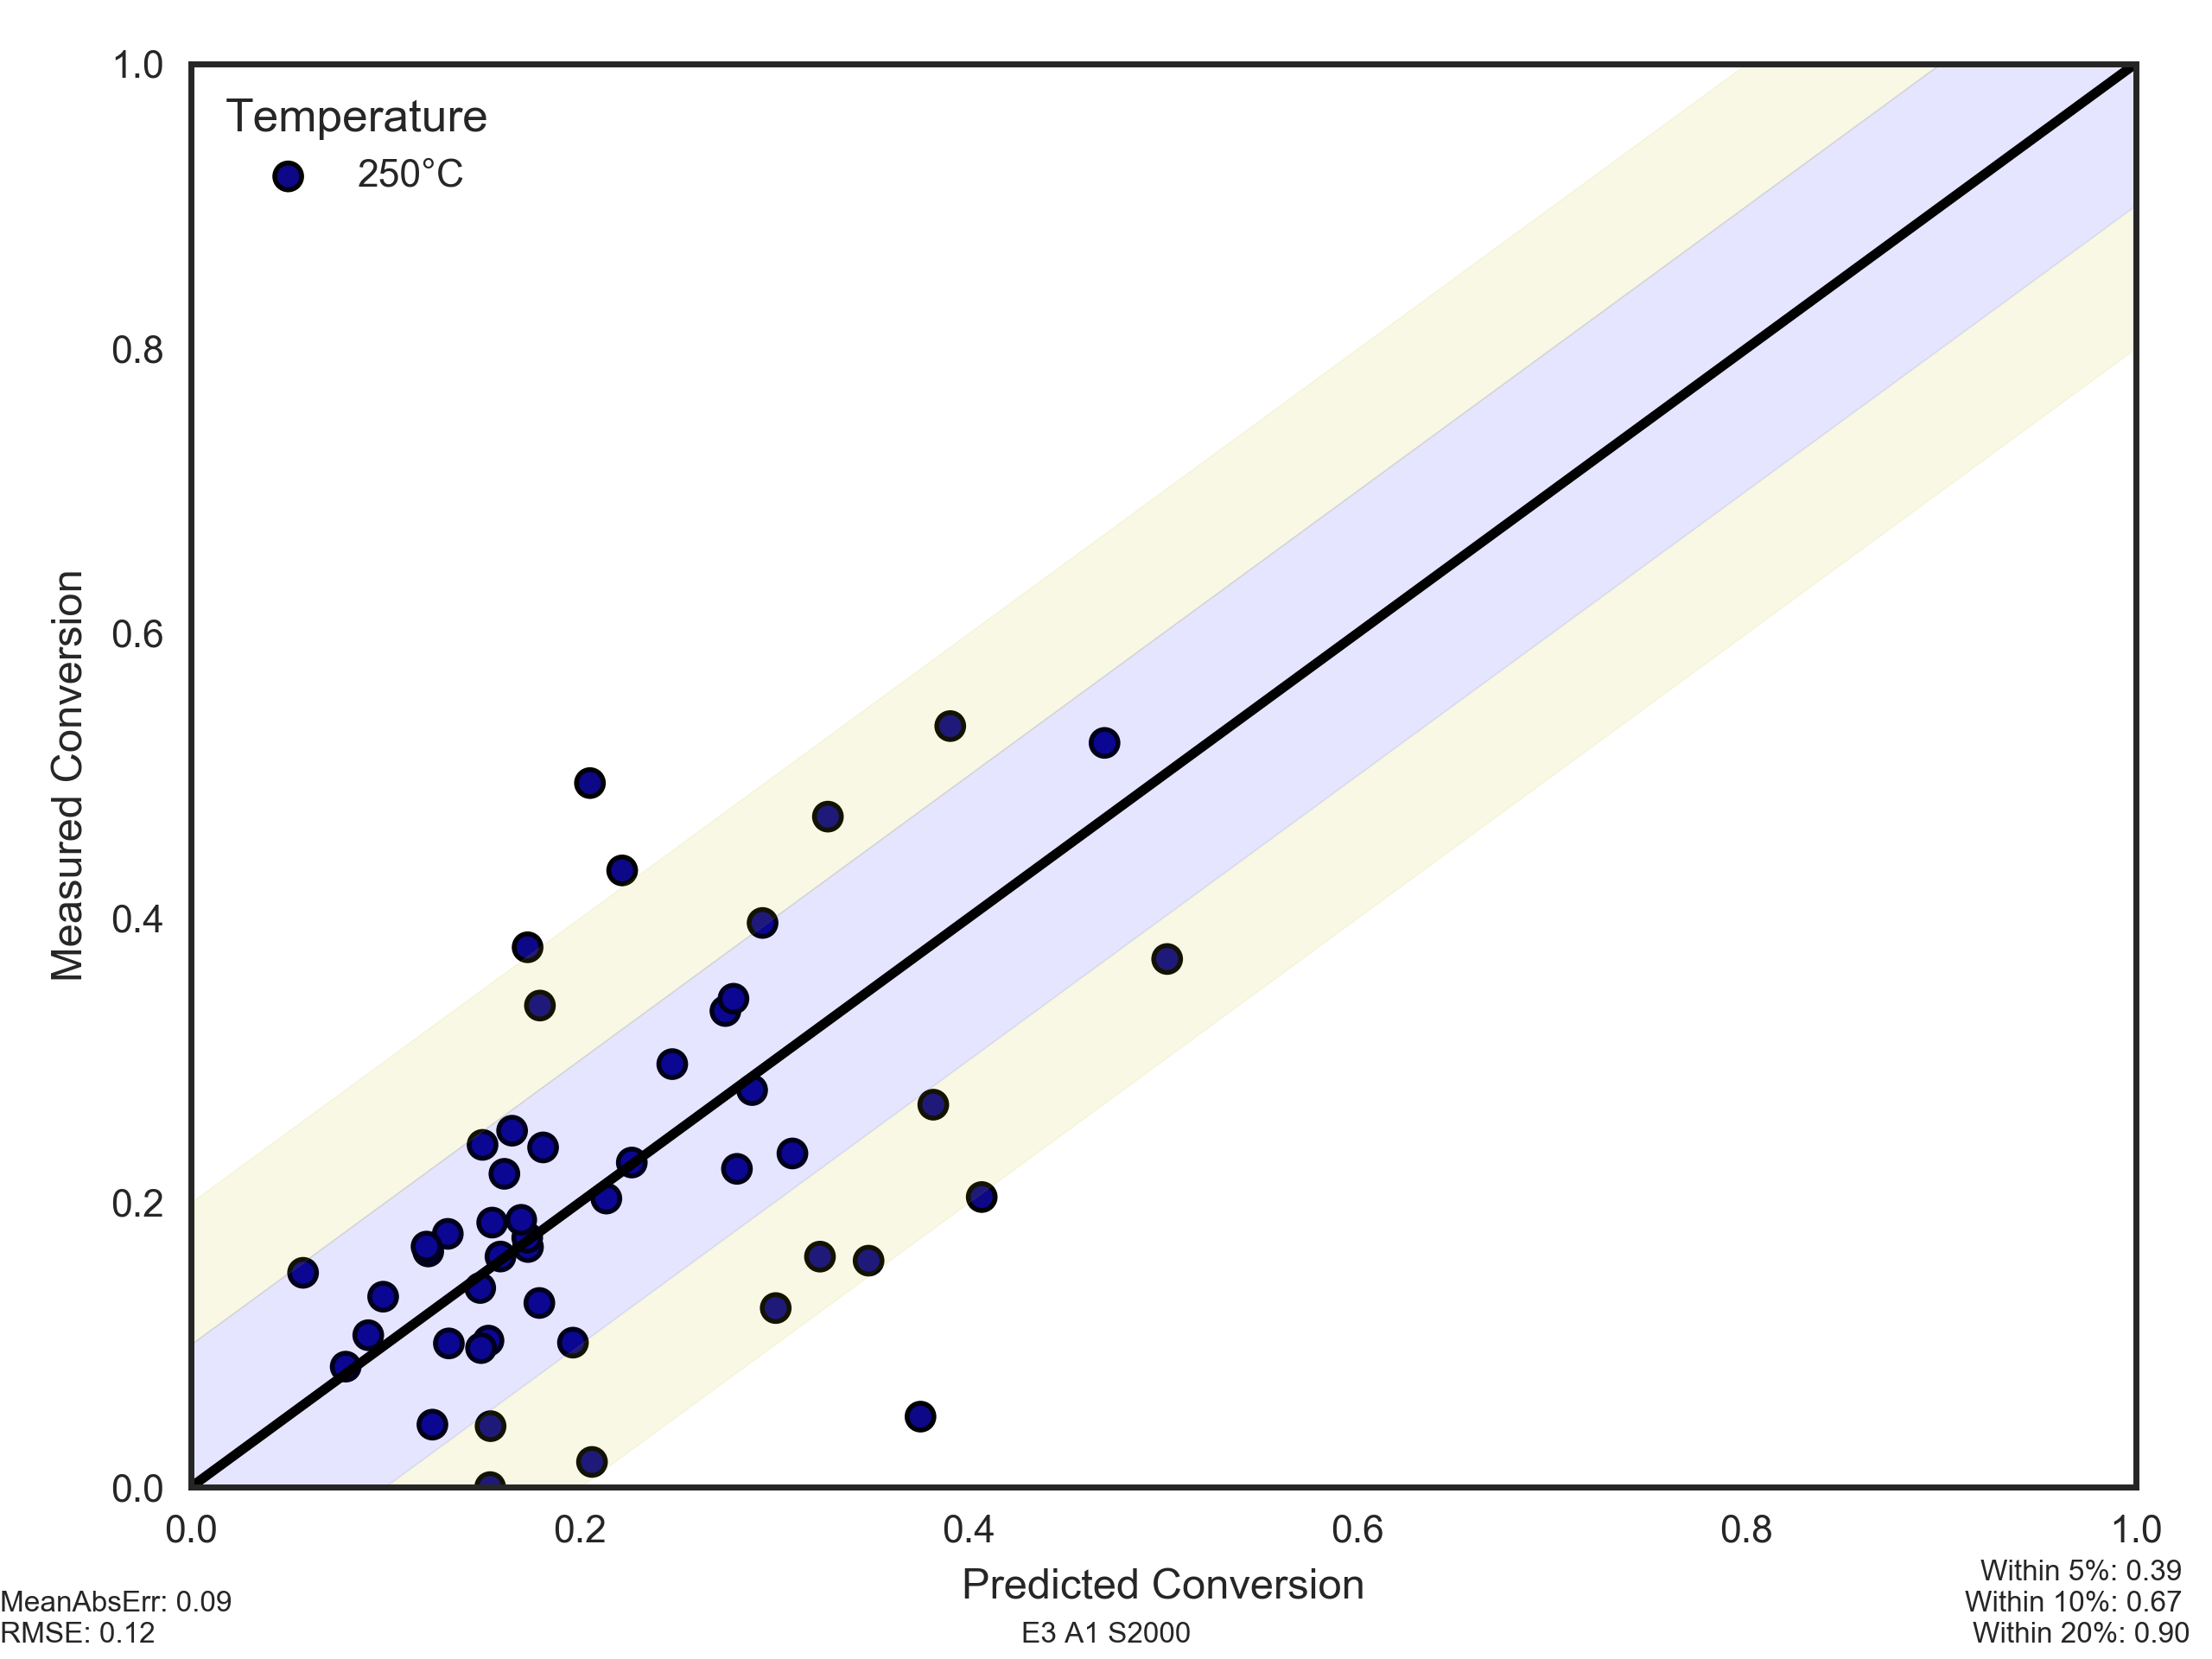 1.0
Temperature
250°C
0.8
0.6
0.4
0.2
0.0
Measured Conversion
0.0 0.2 0.4 0.6 0.8 1.0
Predicted Conversion
E3 A1 S2000
MeanAbsErr: 0.09
RMSE: 0.12
Within 5%: 0.39
Within 10%: 0.67
Within 20%: 0.90